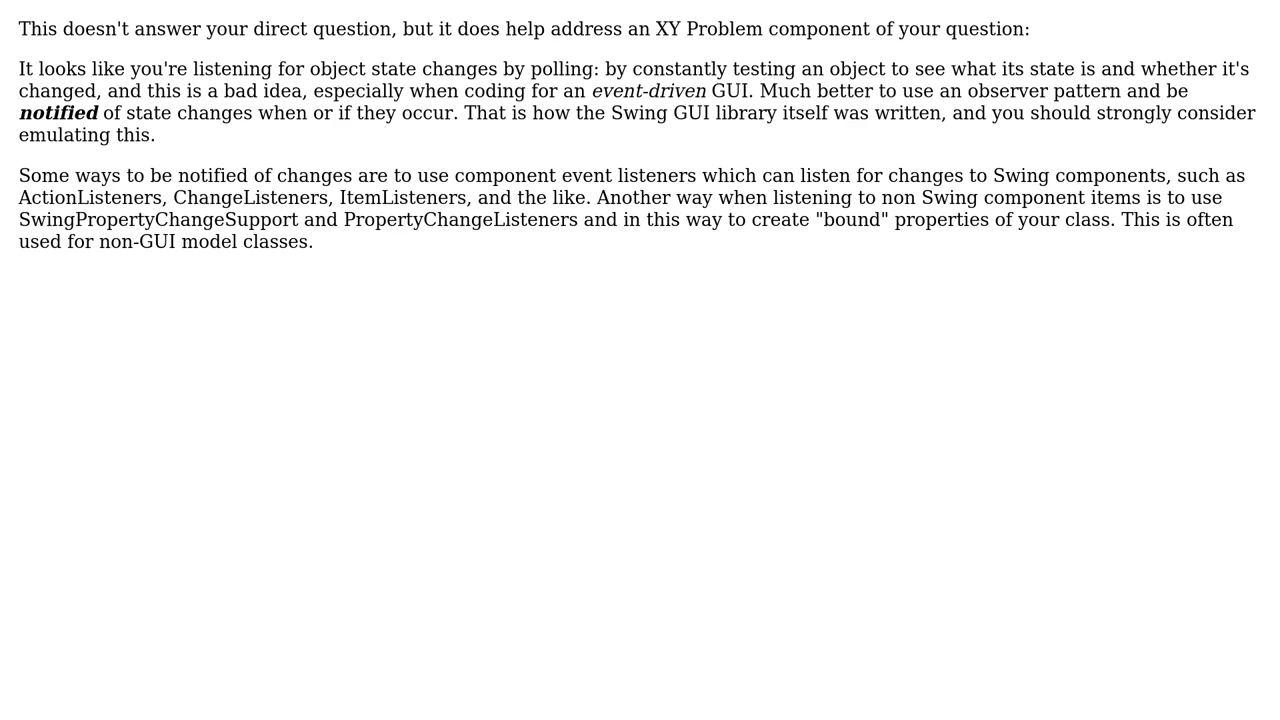 This doesn't answer your direct question, but it does help address an XY Problem component of your question:
It looks like you're listening for object state changes by polling: by constantly testing an object to see what its state is and whether it's
changed, and this is a bad idea, especially when coding for an event-driven GUI. Much better to use an observer pattern and be
notified of state changes when or if they occur. That is how the Swing GUI library itself was written, and you should strongly consider
emulating this.
Some ways to be notified of changes are to use component event listeners which can listen for changes to Swing components, such as
ActionListeners, ChangeListeners, ItemListeners, and the like. Another way when listening to non Swing component items is to use
SwingPropertyChangeSupport and PropertyChangeListeners and in this way to create "bound" properties of your class. This is often
used for non-GUI model classes.